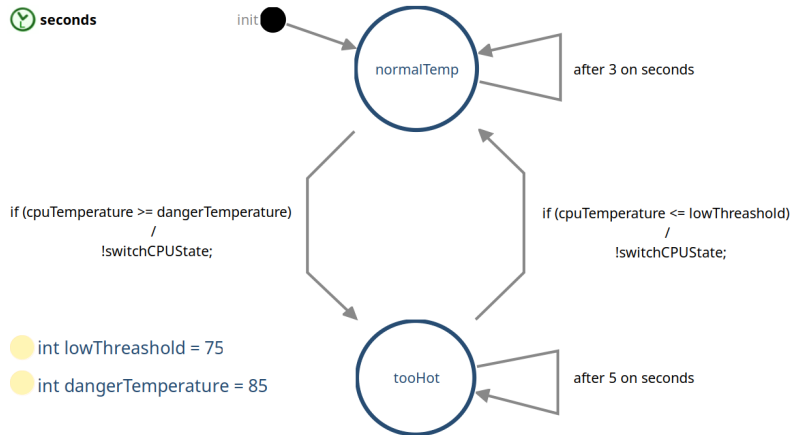 seconds
init
normalTemp
after 3 on seconds
if (cpuTemperature >= dangerTemperature)
/
!switchCPUState;
if (cpuTemperature <= lowThreashold)
/
!switchCPUState;
int lowThreashold = 75
int dangerTemperature = 85
tooHot
after 5 on seconds